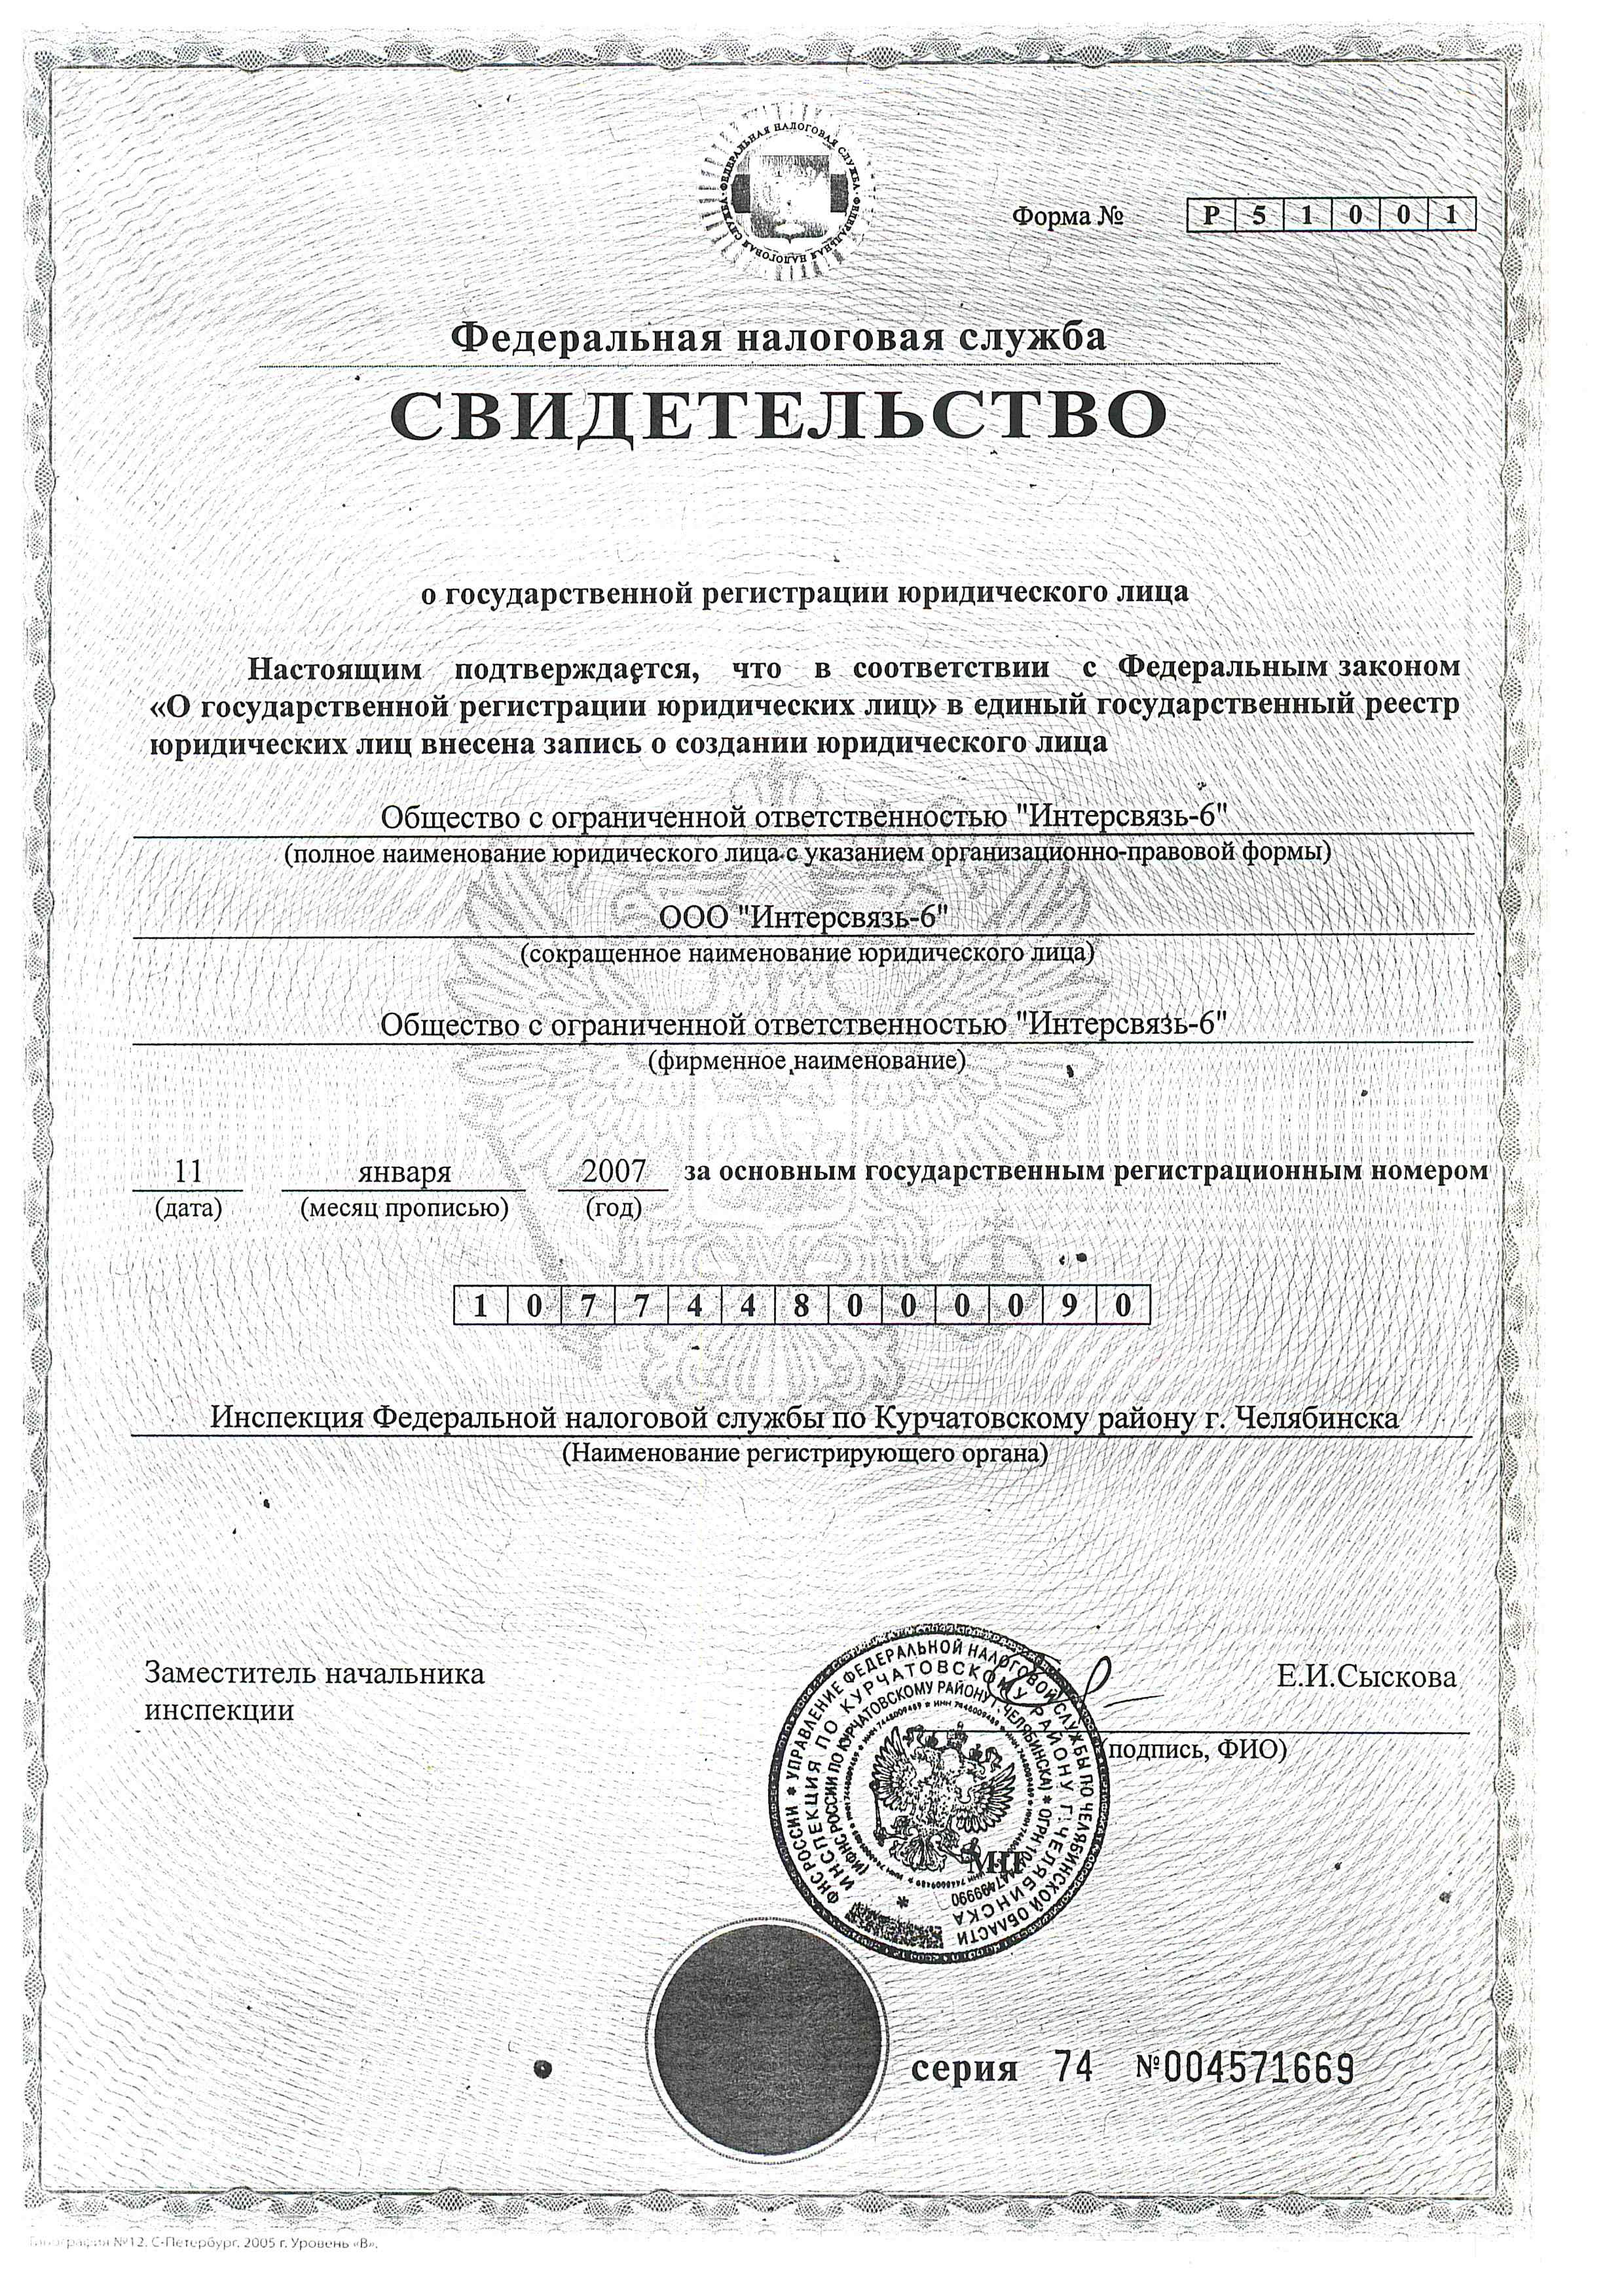 ФЕДЕРАЛЬНАЯ НАЛОГОВАЯ СЛУЖБА · ФЕДЕРАЛЬНАЯ НАЛОГОВАЯ СЛУЖБА
Форма № Р 5 1 0 0 1
Федеральная налоговая служба
СВИДЕТЕЛЬСТВО
о государственной регистрации юридического лица
Настоящим подтверждается, что в соответствии с Федеральным законом
«О государственной регистрации юридических лиц» в единый государственный реестр
юридических лиц внесена запись о создании юридического лица
Общество с ограниченной ответственностью "Интерсвязь-6"
(полное наименование юридического лица с указанием организационно-правовой формы)
ООО "Интерсвязь-6"
(сокращенное наименование юридического лица)
Общество с ограниченной ответственностью "Интерсвязь-6"
(фирменное наименование)
11 января 2007 за основным государственным регистрационным номером
(дата) (месяц прописью) (год)
1 0 7 7 4 4 8 0 0 0 0 9 0
Инспекция Федеральной налоговой службы по Курчатовскому району г. Челябинска
(Наименование регистрирующего органа)
Заместитель начальника
инспекции
Е.И.Сыскова
(подпись, ФИО)
ФНС РОССИИ * УПРАВЛЕНИЕ ФЕДЕРАЛЬНОЙ НАЛОГОВОЙ СЛУЖБЫ ПО ЧЕЛЯБИНСКОЙ ОБЛАСТИ
ИНСПЕКЦИЯ ПО КУРЧАТОВСКОМУ РАЙОНУ Г. ЧЕЛЯБИНСКА
(ИФНС РОССИИ ПО КУРЧАТОВСКОМУ РАЙОНУ Г. ЧЕЛЯБИНСКА) * ОГРН
ИНН 7448009489
МП
серия 74 №004571669
№12. С-Петербург, 2005 г. Уровень «В».